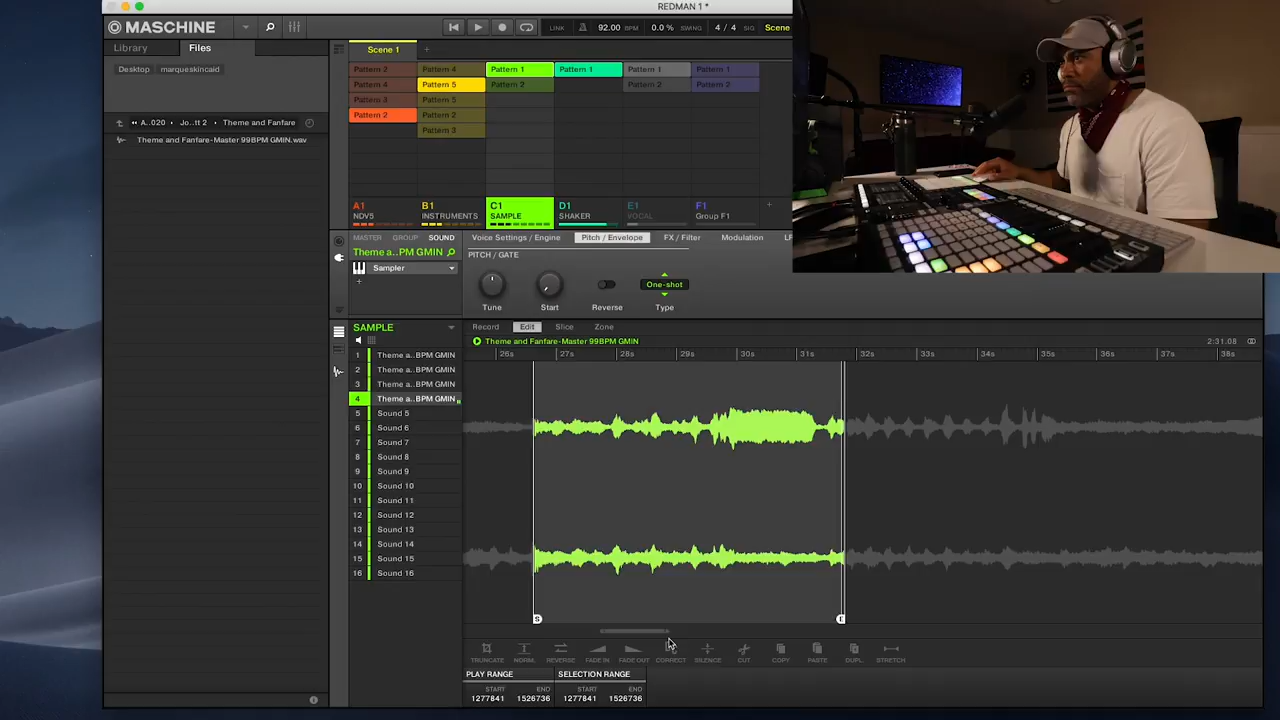 REDMAN 1 *
MASCHINE
LINK 92.00 BPM 0.0 % SWING 4 / 4 SIG Scene
Library Files
Scene 1 +
Desktop marqueskincaid
Pattern 2 Pattern 4 Pattern 1 Pattern 1 Pattern 1 Pattern 1
Pattern 4 Pattern 5 Pattern 2 Pattern 2 Pattern 2
Pattern 3 Pattern 5
Pattern 2 Pattern 2
Pattern 3
A..020 • Jo..tt 2 • Theme and Fanfare
Theme and Fanfare-Master 99BPM GMIN.wav
A1 B1 C1 D1 E1 F1 +
NDV5 INSTRUMENTS SAMPLE SHAKER VOCAL Group F1
MASTER GROUP SOUND
Voice Settings / Engine Pitch / Envelope FX / Filter Modulation LF
Theme a..PM GMIN
PITCH / GATE
Sampler
+
One-shot
Tune Start Reverse Type
SAMPLE
Record Edit Slice Zone
Theme and Fanfare-Master 99BPM GMIN
2:31.08
26s 27s 28s 29s 30s 31s 32s 33s 34s 35s 36s 37s 38s
1 Theme a..BPM GMIN
2 Theme a..BPM GMIN
3 Theme a..BPM GMIN
4 Theme a..BPM GMIN
5 Sound 5
6 Sound 6
7 Sound 7
8 Sound 8
9 Sound 9
10 Sound 10
11 Sound 11
12 Sound 12
13 Sound 13
14 Sound 14
15 Sound 15
16 Sound 16
S E
TRUNCATE NORM. REVERSE FADE IN FADE OUT CORRECT SILENCE CUT COPY PASTE DUPL. STRETCH
PLAY RANGE SELECTION RANGE
START END START END
1277841 1526736 1277841 1526736